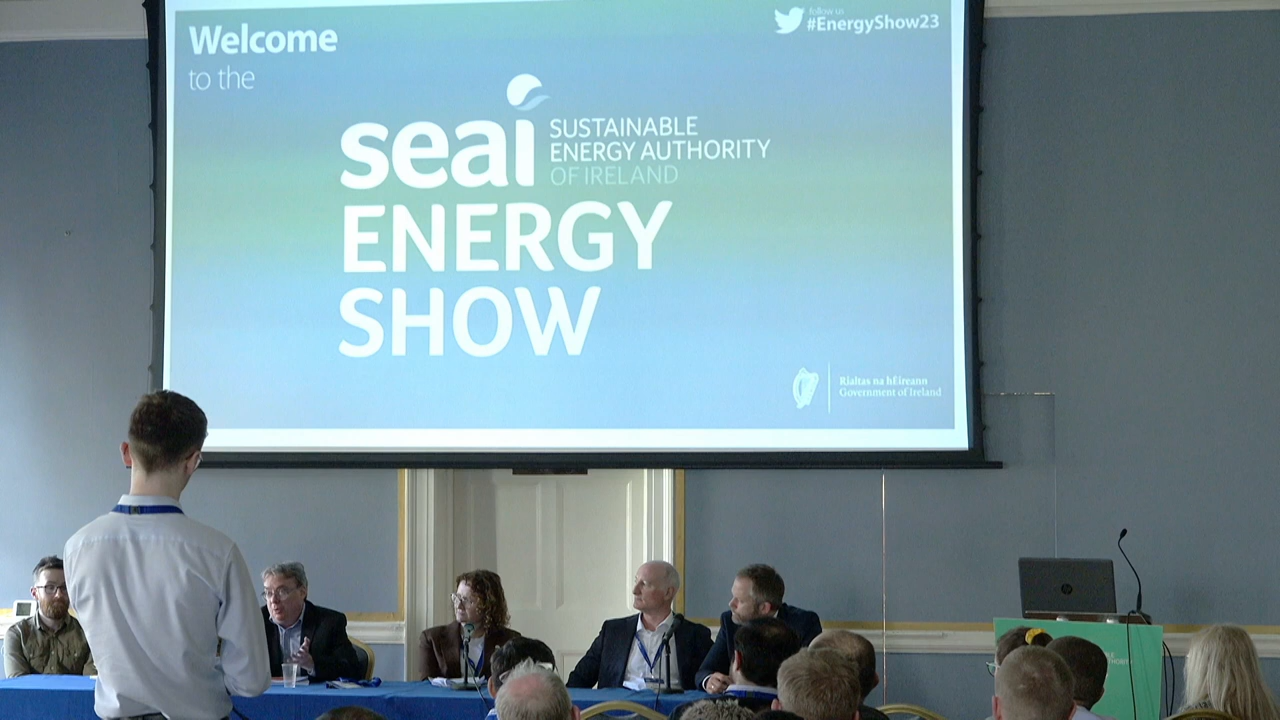 Welcome
to the
follow us
#EnergyShow23
seai
SUSTAINABLE
ENERGY AUTHORITY
OF IRELAND
ENERGY
SHOW
Rialtas na hÉireann
Government of Ireland
hp